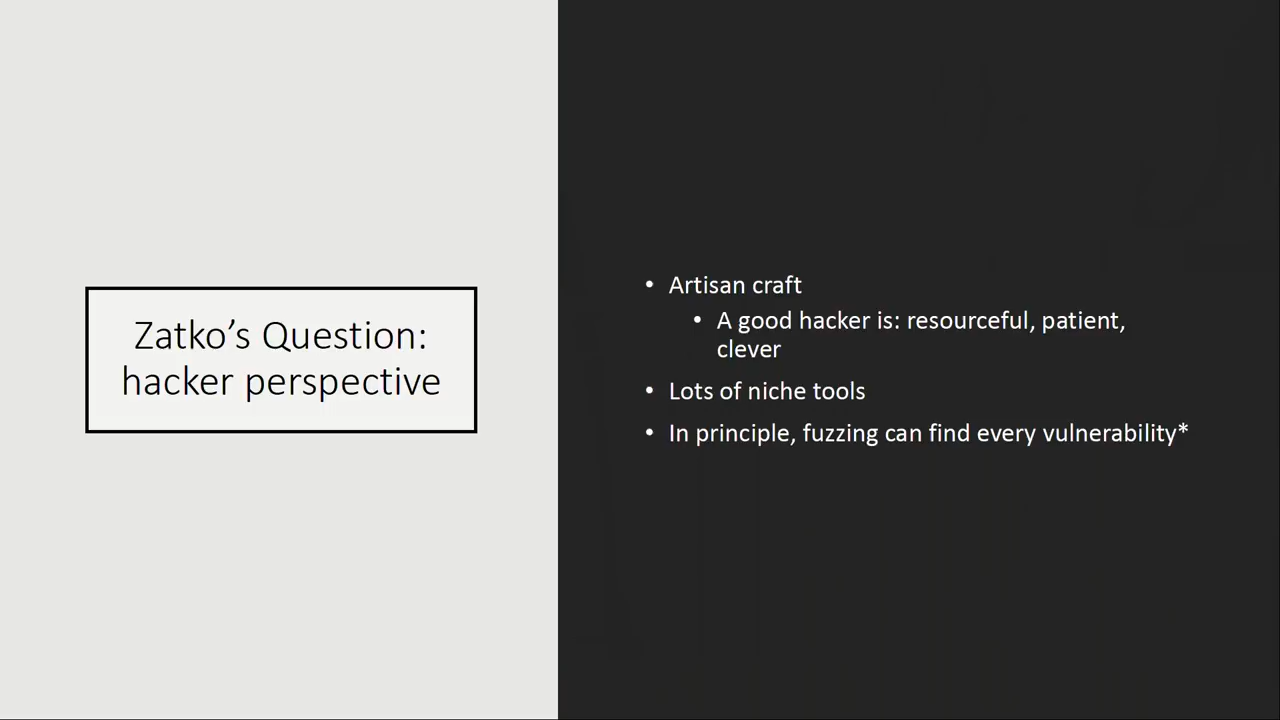 Zatko’s Question:
hacker perspective
• Artisan craft
• A good hacker is: resourceful, patient,
clever
• Lots of niche tools
• In principle, fuzzing can find every vulnerability*